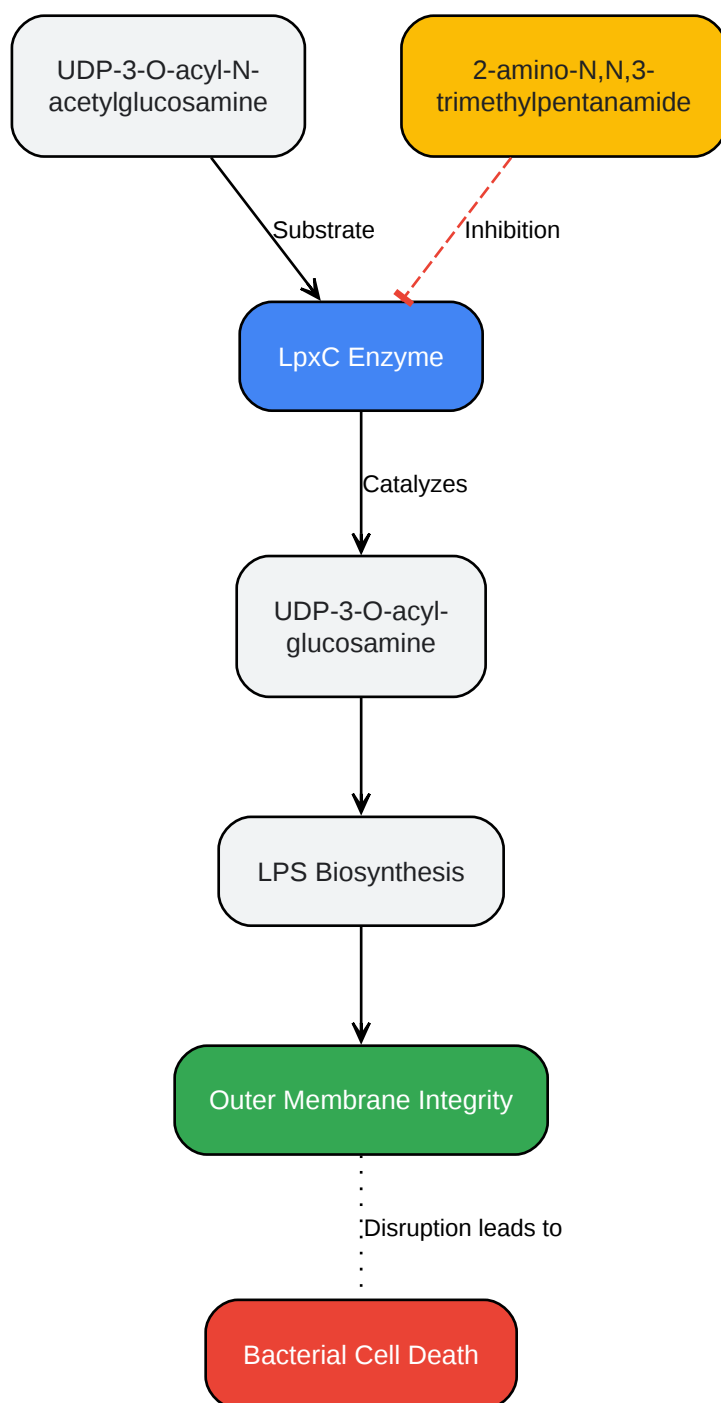 UDP-3-O-acyl-N-
acetylglucosamine
2-amino-N,N,3-
trimethylpentanamide
Substrate
Inhibition
LpxC Enzyme
Catalyzes
UDP-3-O-acyl-
glucosamine
LPS Biosynthesis
Outer Membrane Integrity
Disruption leads to
Bacterial Cell Death